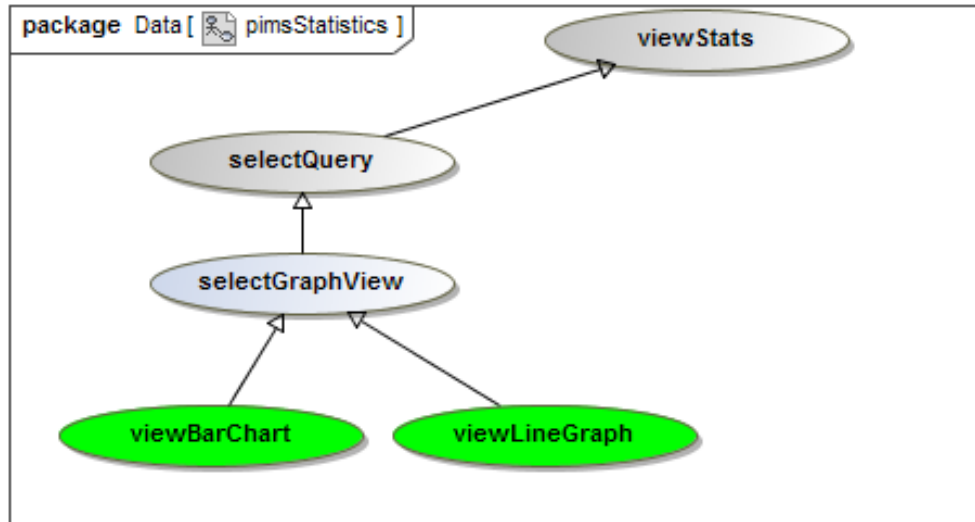 package Data [ pimsStatistics ]
viewStats
selectQuery
selectGraphView
viewBarChart
viewLineGraph